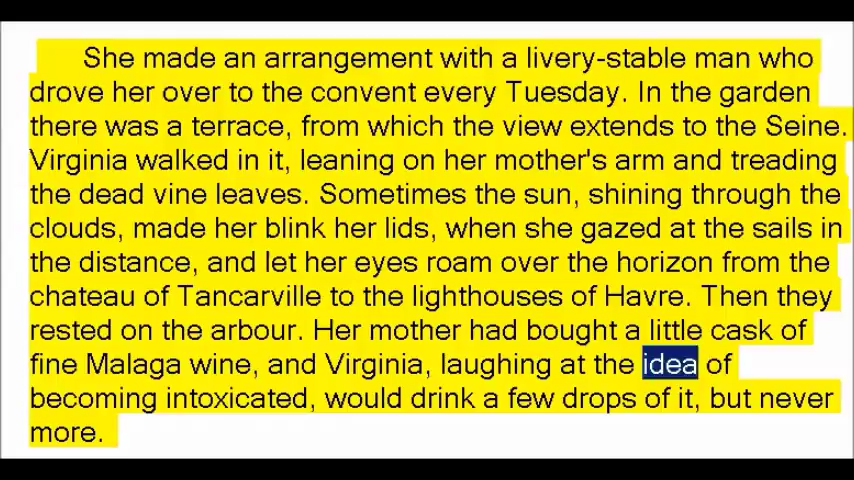 She made an arrangement with a livery-stable man who
drove her over to the convent every Tuesday. In the garden
there was a terrace, from which the view extends to the Seine.
Virginia walked in it, leaning on her mother's arm and treading
the dead vine leaves. Sometimes the sun, shining through the
clouds, made her blink her lids, when she gazed at the sails in
the distance, and let her eyes roam over the horizon from the
chateau of Tancarville to the lighthouses of Havre. Then they
rested on the arbour. Her mother had bought a little cask of
fine Malaga wine, and Virginia, laughing at the idea of
becoming intoxicated, would drink a few drops of it, but never
more.